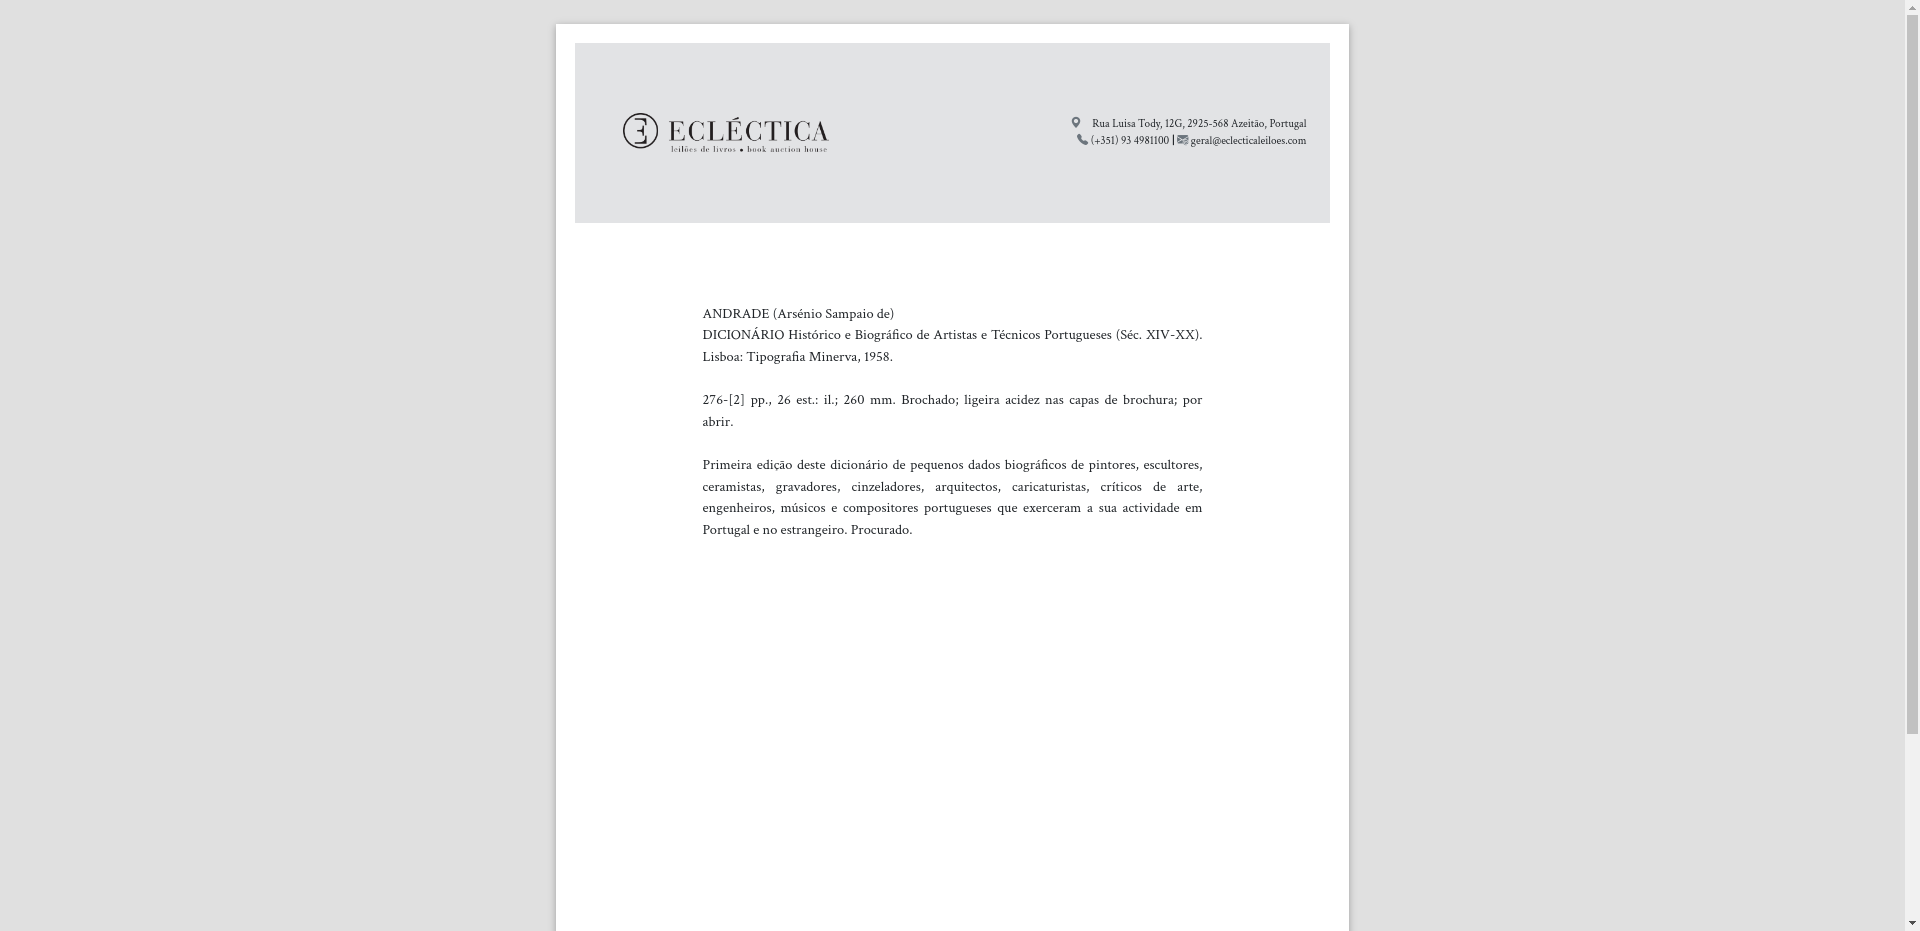 ECLÉCTICA
leilões de livros • book auction house
Rua Luisa Tody, 12G, 2925-568 Azeitão, Portugal
(+351) 93 4981100 | geral@eclecticaleiloes.com
ANDRADE (Arsénio Sampaio de)
DICIONÁRIO Histórico e Biográfico de Artistas e Técnicos Portugueses (Séc. XIV-XX).
Lisboa: Tipografia Minerva, 1958.
276-[2] pp., 26 est.: il.; 260 mm. Brochado; ligeira acidez nas capas de brochura; por
abrir.
Primeira edição deste dicionário de pequenos dados biográficos de pintores, escultores,
ceramistas, gravadores, cinzeladores, arquitectos, caricaturistas, críticos de arte,
engenheiros, músicos e compositores portugueses que exerceram a sua actividade em
Portugal e no estrangeiro. Procurado.